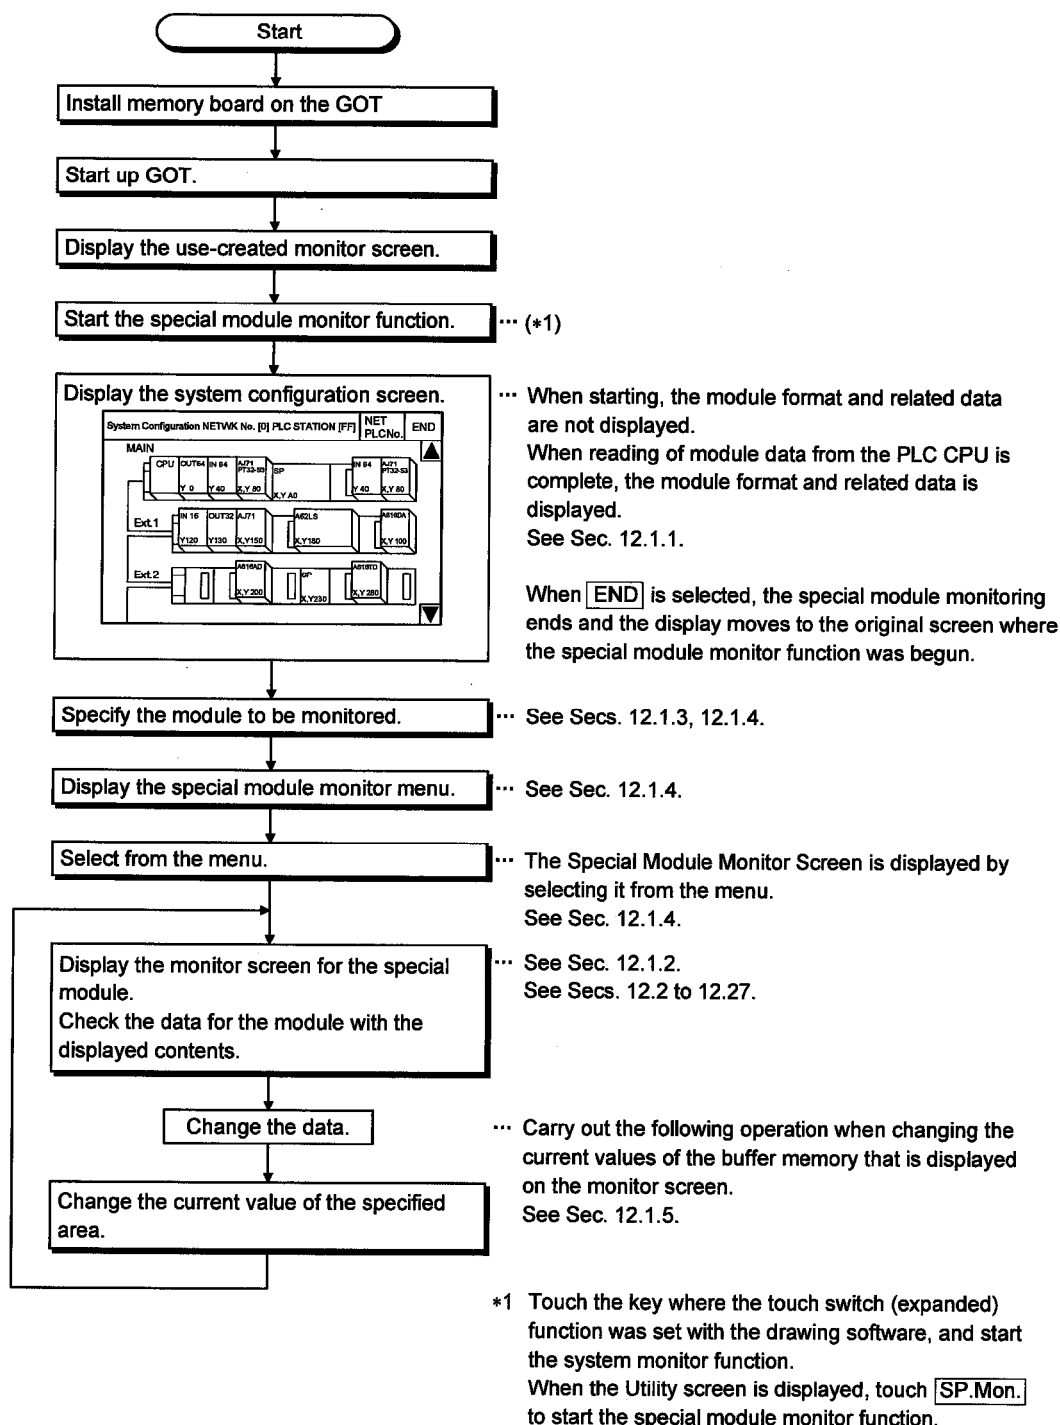 Start
Install memory board on the GOT
Start up GOT.
Display the use-created monitor screen.
Start the special module monitor function.
··· (*1)
Display the system configuration screen.
System Configuration NETWK No. [0] PLC STATION [FF]
NET
PLCNo.
END
MAIN
CPU
OUT64
IN 64
AJ71
PT32-S3
SP
IN 64
AJ71
PT32-S3
Y 0
Y 40
X,Y 80
X,Y A0
Y 40
X,Y 80
Ext.1
IN 16
OUT32
AJ71
A62LS
A616DA
Y120
Y130
X,Y150
X,Y180
X,Y 100
Ext.2
A616AD
SP
A616TD
X,Y 200
X,Y230
X,Y 280
··· When starting, the module format and related data
are not displayed.
When reading of module data from the PLC CPU is
complete, the module format and related data is
displayed.
See Sec. 12.1.1.
When END is selected, the special module monitoring
ends and the display moves to the original screen where
the special module monitor function was begun.
Specify the module to be monitored.
··· See Secs. 12.1.3, 12.1.4.
Display the special module monitor menu.
··· See Sec. 12.1.4.
Select from the menu.
··· The Special Module Monitor Screen is displayed by
selecting it from the menu.
See Sec. 12.1.4.
Display the monitor screen for the special
module.
Check the data for the module with the
displayed contents.
··· See Sec. 12.1.2.
See Secs. 12.2 to 12.27.
Change the data.
··· Carry out the following operation when changing the
current values of the buffer memory that is displayed
on the monitor screen.
See Sec. 12.1.5.
Change the current value of the specified
area.
*1 Touch the key where the touch switch (expanded)
function was set with the drawing software, and start
the system monitor function.
When the Utility screen is displayed, touch SP.Mon.
to start the special module monitor function.